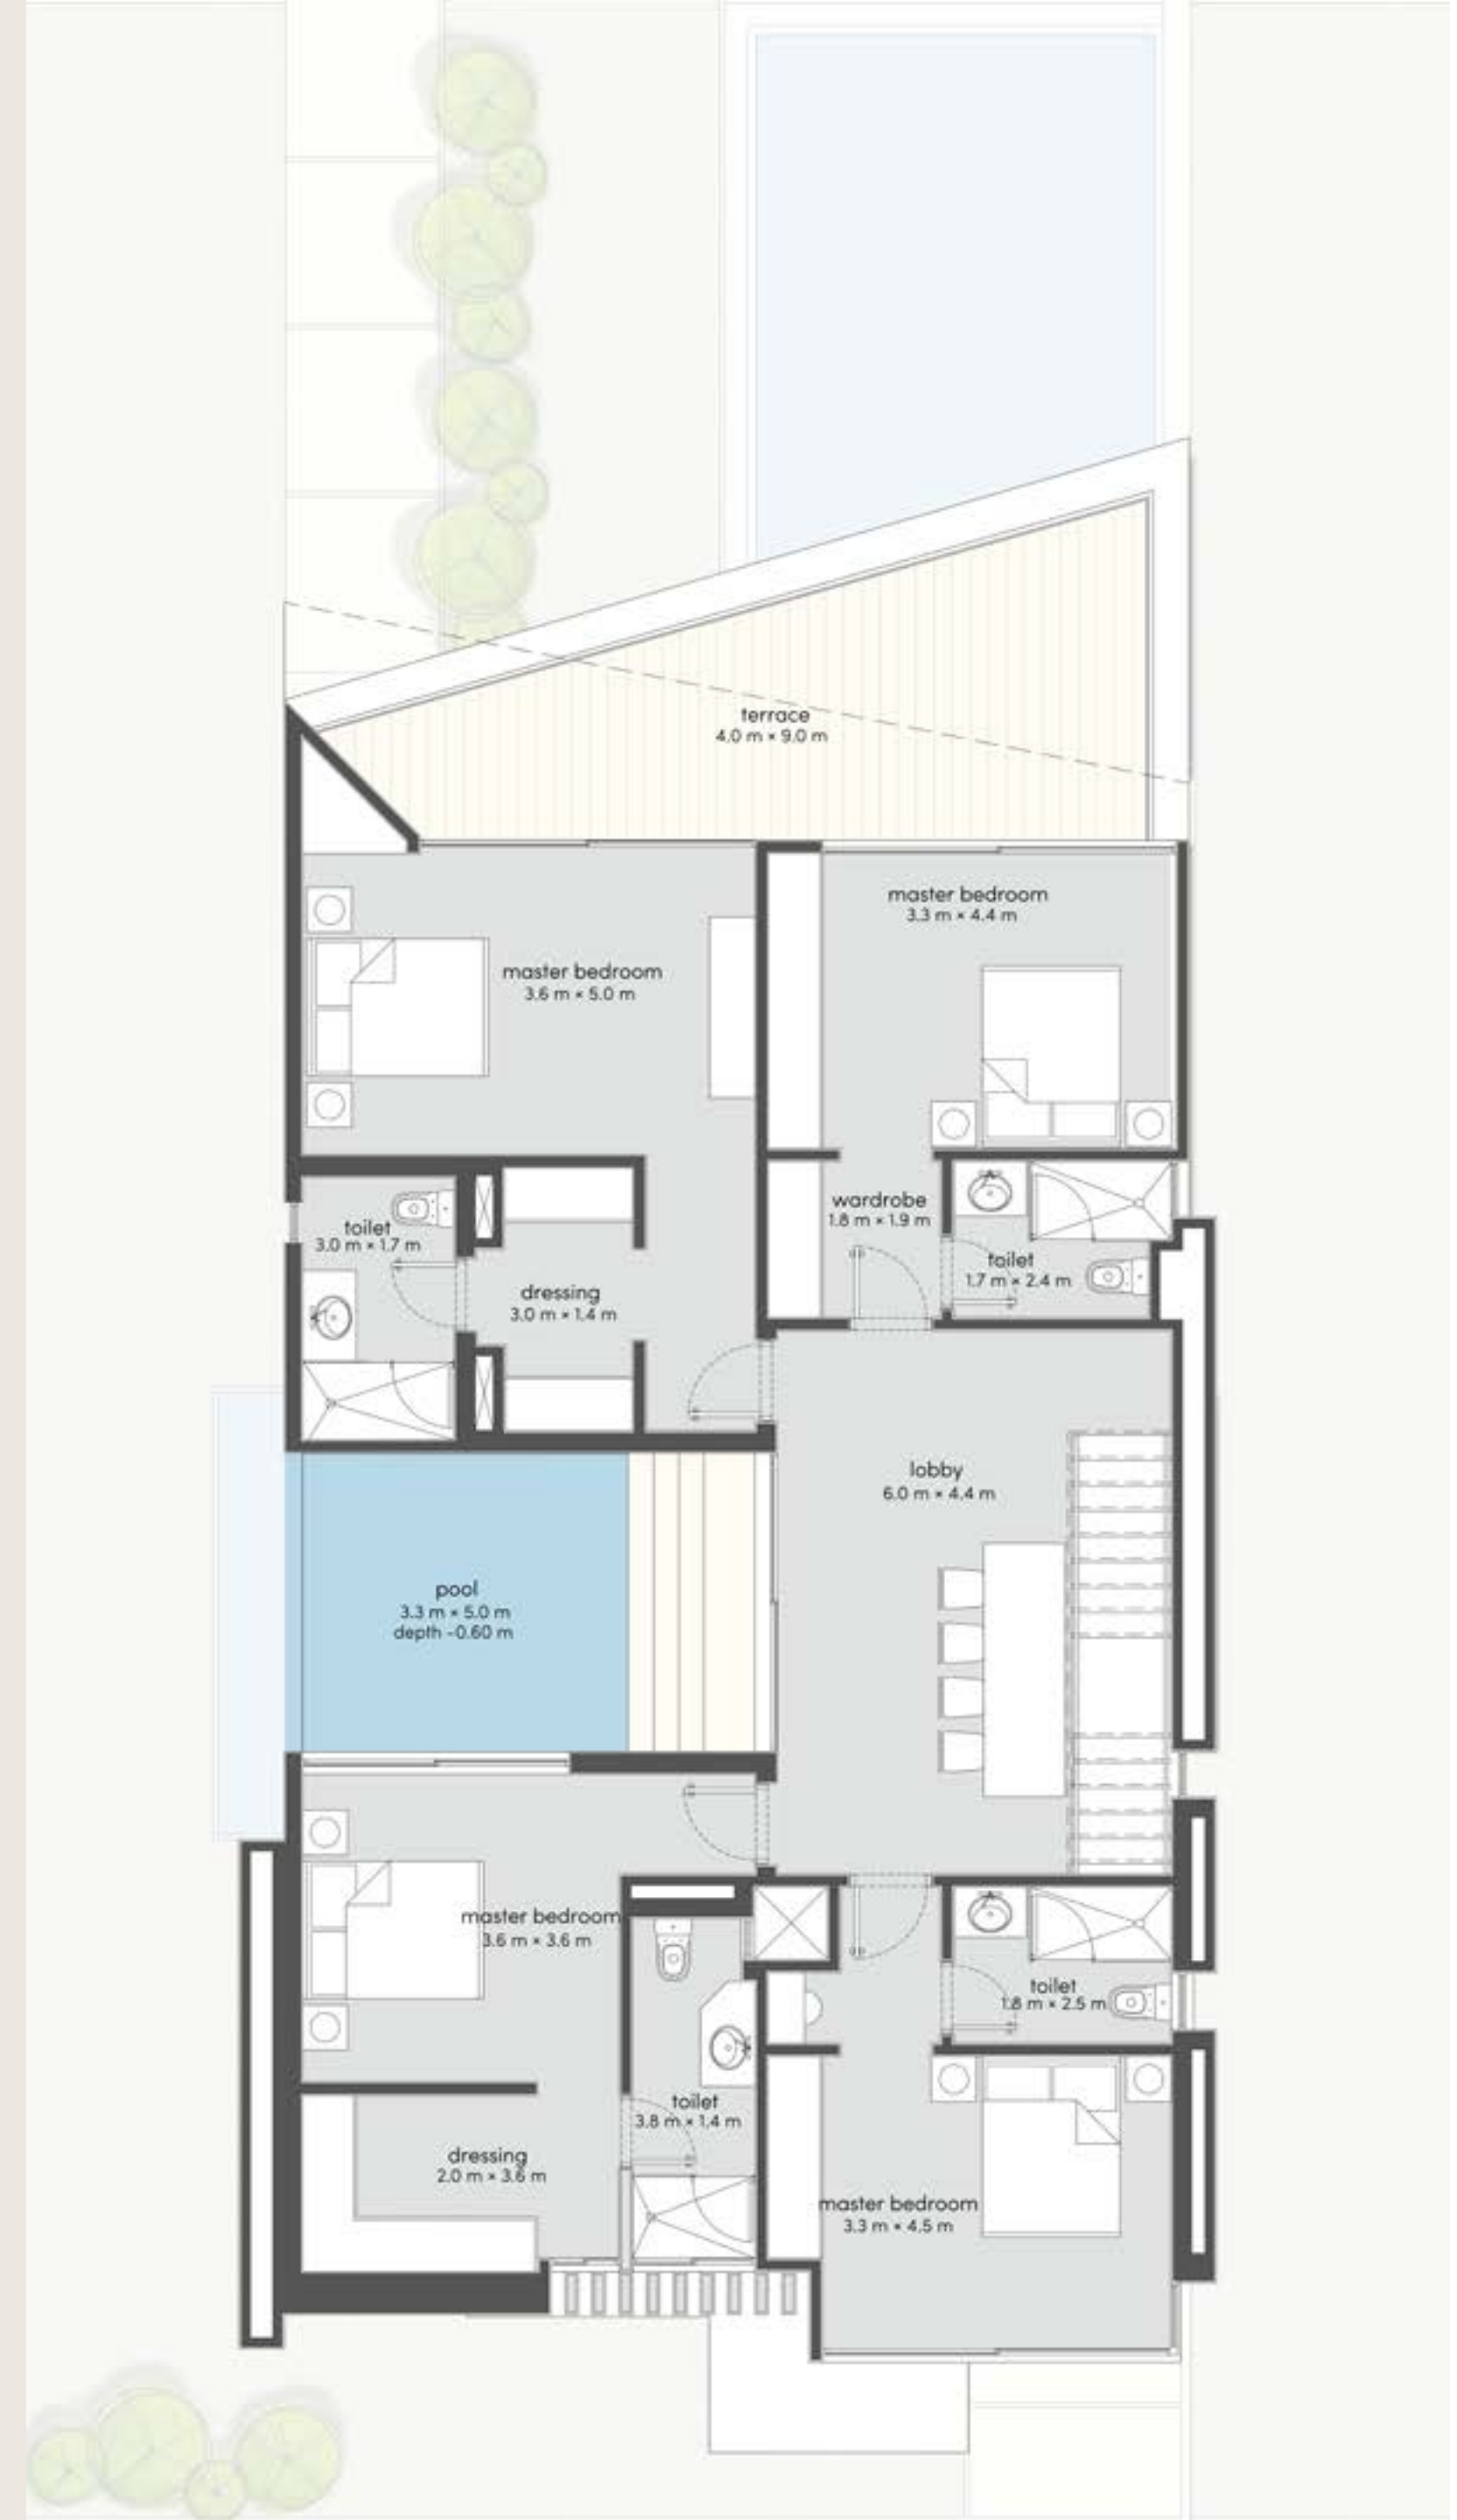 terrace
4.0 m × 9.0 m
master bedroom
3.3 m × 4.4 m
master bedroom
3.6 m × 5.0 m
wardrobe
1.8 m × 1.9 m
toilet
3.0 m × 1.7 m
toilet
1.7 m × 2.4 m
dressing
3.0 m × 1.4 m
lobby
6.0 m × 4.4 m
pool
3.3 m × 5.0 m
depth -0.60 m
master bedroom
3.6 m × 3.6 m
toilet
1.8 m × 2.5 m
toilet
3.8 m × 1.4 m
dressing
2.0 m × 3.6 m
master bedroom
3.3 m × 4.5 m